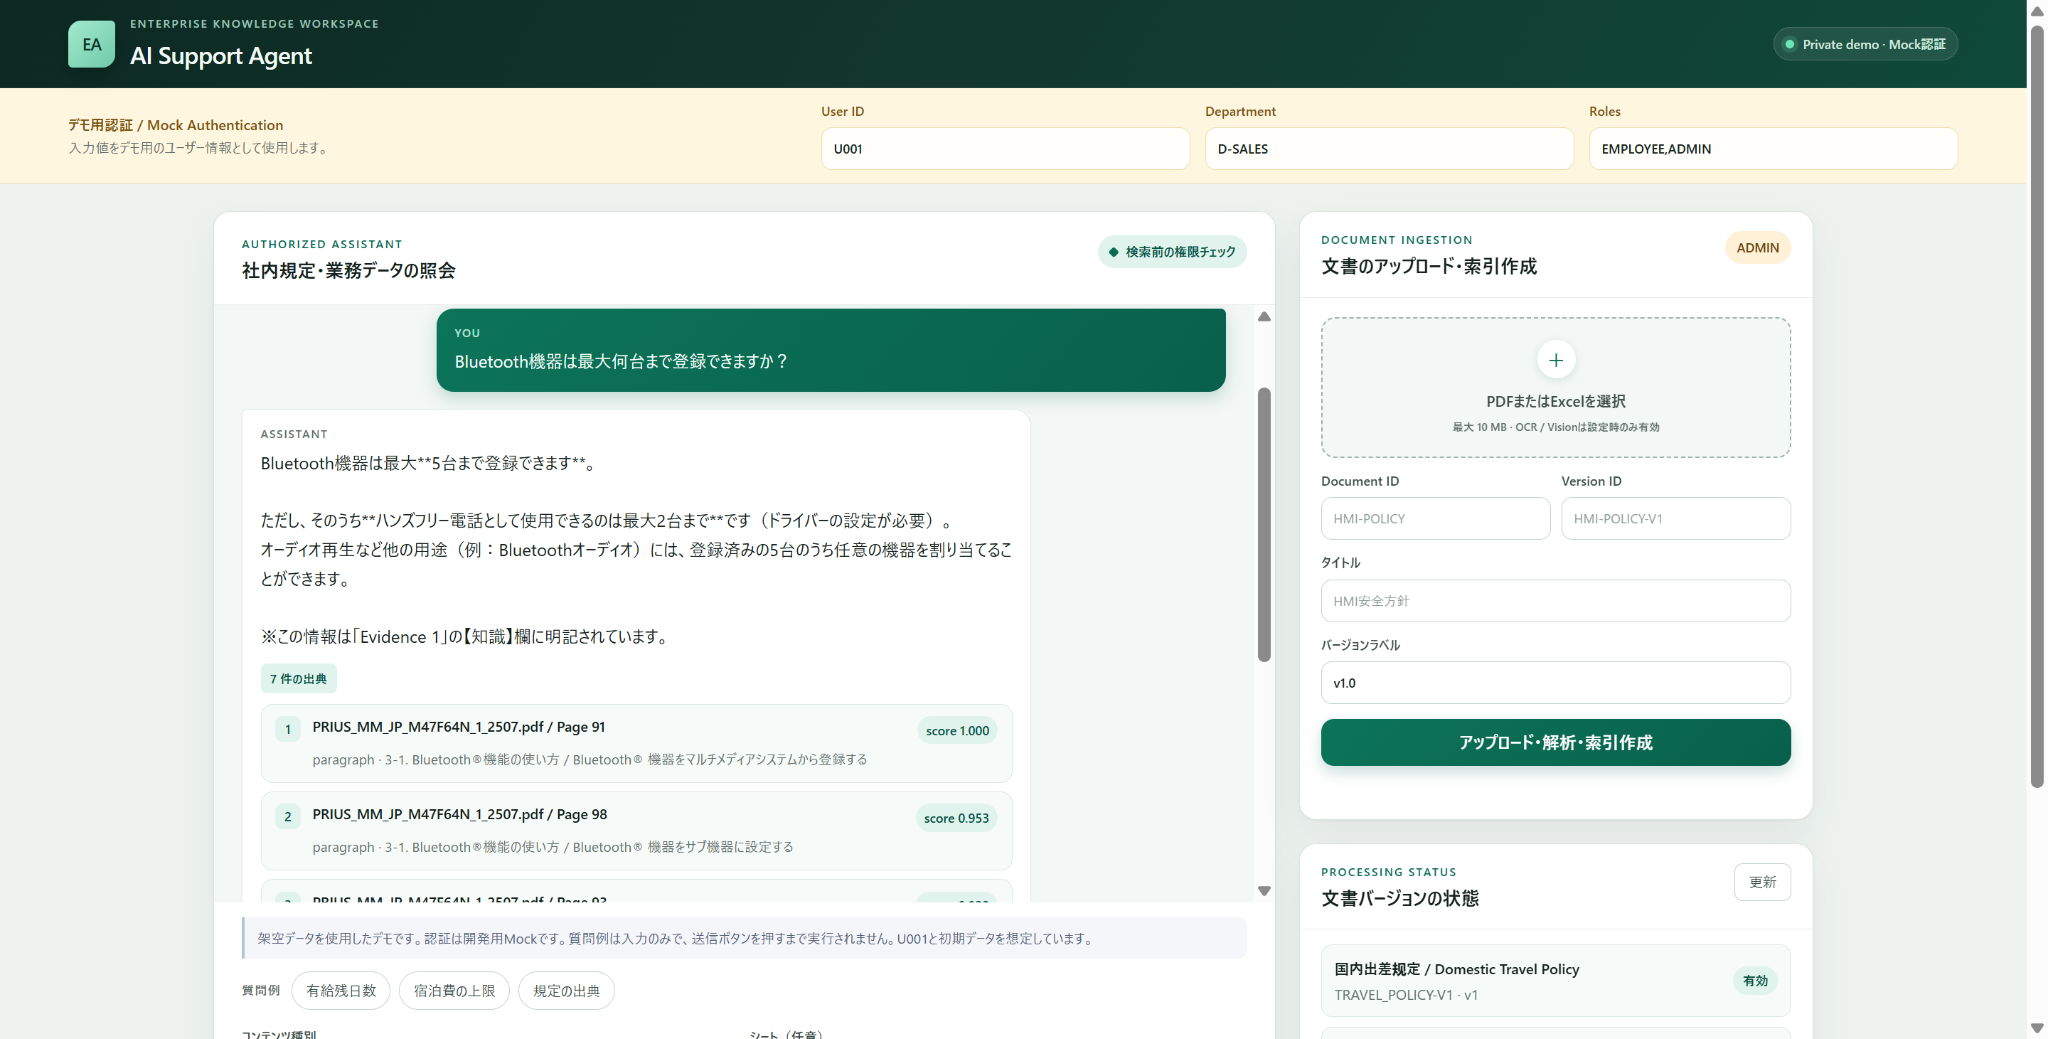 EA
ENTERPRISE KNOWLEDGE WORKSPACE
AI Support Agent
Private demo · Mock認証
デモ用認証 / Mock Authentication
入力値をデモ用のユーザー情報として使用します。
User ID
U001
Department
D-SALES
Roles
EMPLOYEE,ADMIN
AUTHORIZED ASSISTANT
社内規定・業務データの照会
検索前の権限チェック
YOU
Bluetooth機器は最大何台まで登録できますか？
ASSISTANT
Bluetooth機器は最大**5台まで登録できます**。
ただし、そのうち**ハンズフリー電話として使用できるのは最大2台まで**です（ドライバーの設定が必要）。
オーディオ再生など他の用途（例：Bluetoothオーディオ）には、登録済みの5台のうち任意の機器を割り当てるこ
とができます。
※この情報は「Evidence 1」の【知識】欄に明記されています。
7 件の出典
1
PRIUS_MM_JP_M47F64N_1_2507.pdf / Page 91
score 1.000
paragraph · 3-1. Bluetooth®機能の使い方 / Bluetooth® 機器をマルチメディアシステムから登録する
2
PRIUS_MM_JP_M47F64N_1_2507.pdf / Page 98
score 0.953
paragraph · 3-1. Bluetooth®機能の使い方 / Bluetooth® 機器をサブ機器に設定する
PRIUS_MM_JP_M47F64N_1_2507.pdf / Page 93
架空データを使用したデモです。認証は開発用Mockです。質問例は入力のみで、送信ボタンを押すまで実行されません。U001と初期データを想定しています。
質問例
有給残日数
宿泊費の上限
規定の出典
コンテンツ種別
シート（任意）
DOCUMENT INGESTION
文書のアップロード・索引作成
ADMIN
+
PDFまたはExcelを選択
最大 10 MB · OCR / Visionは設定時のみ有効
Document ID
HMI-POLICY
Version ID
HMI-POLICY-V1
タイトル
HMI安全方針
バージョンラベル
v1.0
アップロード・解析・索引作成
PROCESSING STATUS
文書バージョンの状態
更新
国内出差規定 / Domestic Travel Policy
TRAVEL_POLICY-V1 · v1
有効